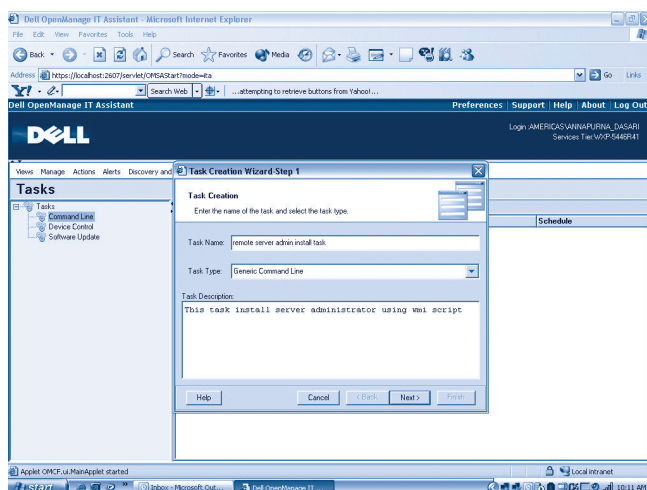 Dell OpenManage IT Assistant - Microsoft Internet Explorer
File Edit View Favorites Tools Help
Back Search Favorites Media
Address https://localhost:2607/servlet/OMSAStart?mode=ita Go Links
Y! Search Web ...attempting to retrieve buttons from Yahoo!...
Dell OpenManage IT Assistant Preferences | Support | Help | About | Log Out
DELL
Login :AMERICAS\ANNAPURNA_DASARI
Services Tier:WXP-5446R41
Views Manage Actions Alerts Discovery and
Tasks
Tasks
Command Line
Device Control
Software Update
Schedule
Task Creation Wizard-Step 1
Task Creation
Enter the name of the task and select the task type.
Task Name: remote server admin install task
Task Type: Generic Command Line
Task Description:
This task install server administrator using wmi script
Help Cancel < Back Next > Finish
Applet OMCF.ui.MainApplet started Local intranet
start Inbox - Microsoft Out... Dell OpenManage IT ... 10:11 AM